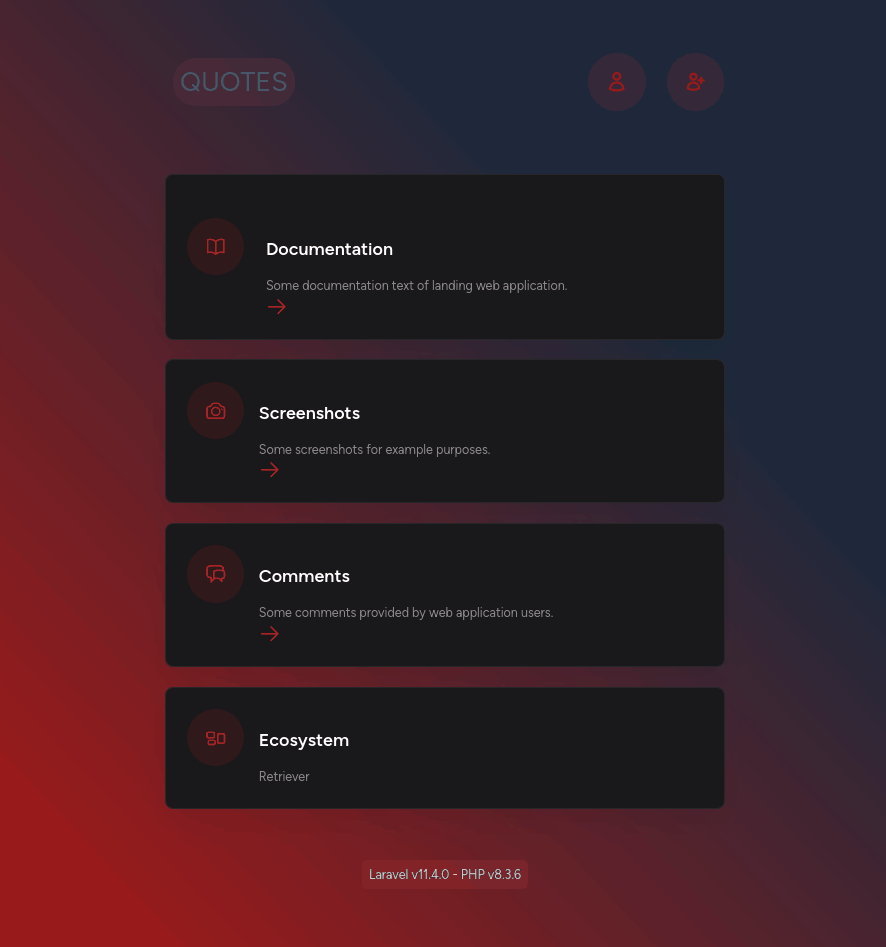 QUOTES
Documentation
Some documentation text of landing web application.
Screenshots
Some screenshots for example purposes.
Comments
Some comments provided by web application users.
Ecosystem
Retriever
Laravel v11.4.0 - PHP v8.3.6